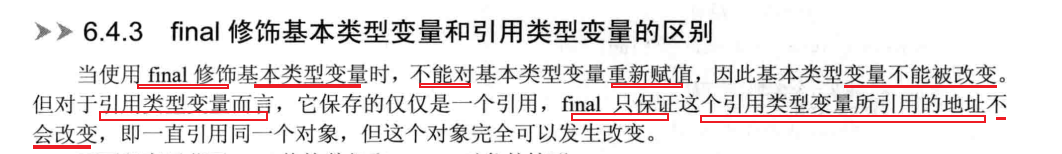 6.4.3 final 修饰基本类型变量和引用类型变量的区别
当使用 final 修饰基本类型变量时，不能对基本类型变量重新赋值，因此基本类型变量不能被改变。
但对于引用类型变量而言，它保存的仅仅是一个引用，final 只保证这个引用类型变量所引用的地址不
会改变，即一直引用同一个对象，但这个对象完全可以发生改变。